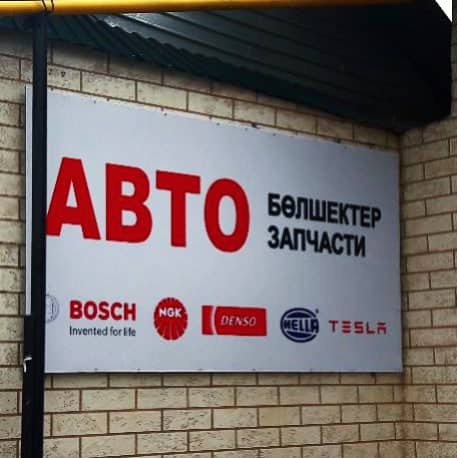 АВТО
БӨЛШЕКТЕР
ЗАПЧАСТИ
BOSCH
Invented for life
NGK
DENSO
HELLA
TESLA